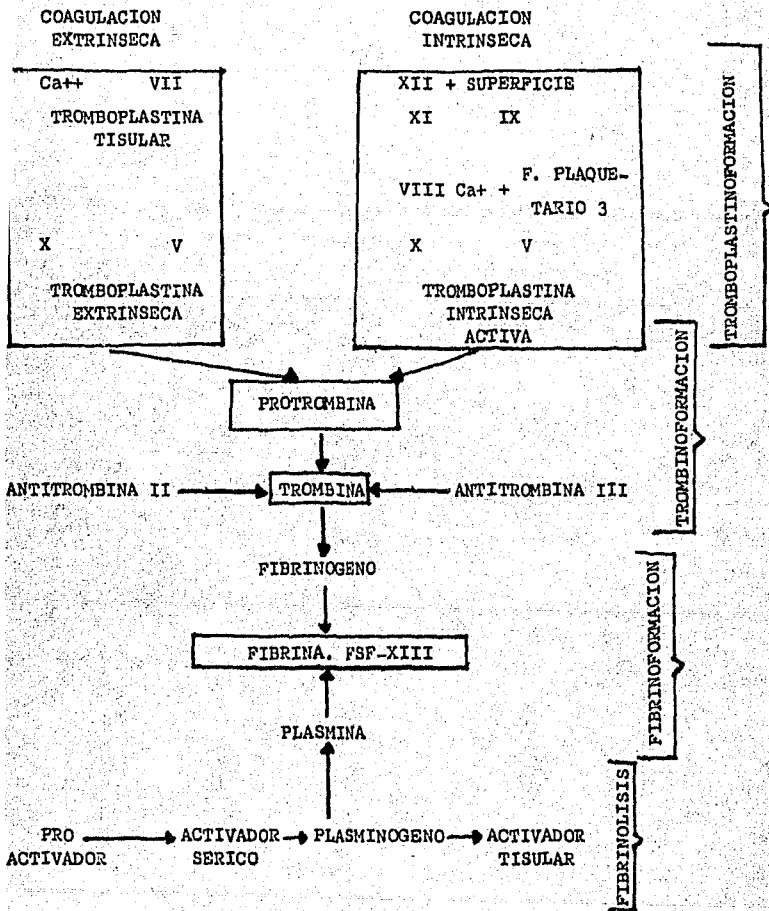 COAGULACION
EXTRINSECA
COAGULACION
INTRINSECA
Ca++ VII
TROMBOPLASTINA
TISULAR
X V
TROMBOPLASTINA
EXTRINSECA
XII + SUPERFICIE
XI IX
VIII Ca+ + F. PLAQUE-
TARIO 3
X V
TROMBOPLASTINA
INTRINSECA
ACTIVA
TROMBOPLASTINOFORMACION
PROTROMBINA
ANTITROMBINA II TROMBINA ANTITROMBINA III
TROMBINOFORMACION
FIBRINOGENO
FIBRINA. FSF-XIII
FIBRINOFORMACION
PLASMINA
PRO
ACTIVADOR
ACTIVADOR
SERICO
PLASMINOGENO
ACTIVADOR
TISULAR
FIBRINOLISIS